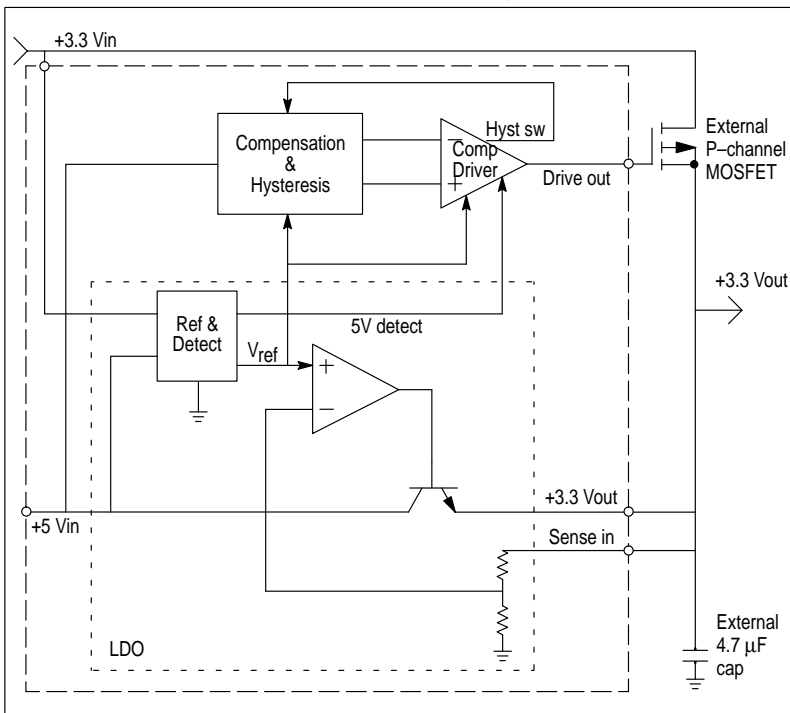 +3.3 Vin
Compensation
&
Hysteresis
Hyst sw
−
Comp
Driver
+
Drive out
External
P–channel
MOSFET
+3.3 Vout
Ref &
Detect
5V detect
Vref
+
−
+3.3 Vout
+5 Vin
Sense in
LDO
External
4.7 µF
cap